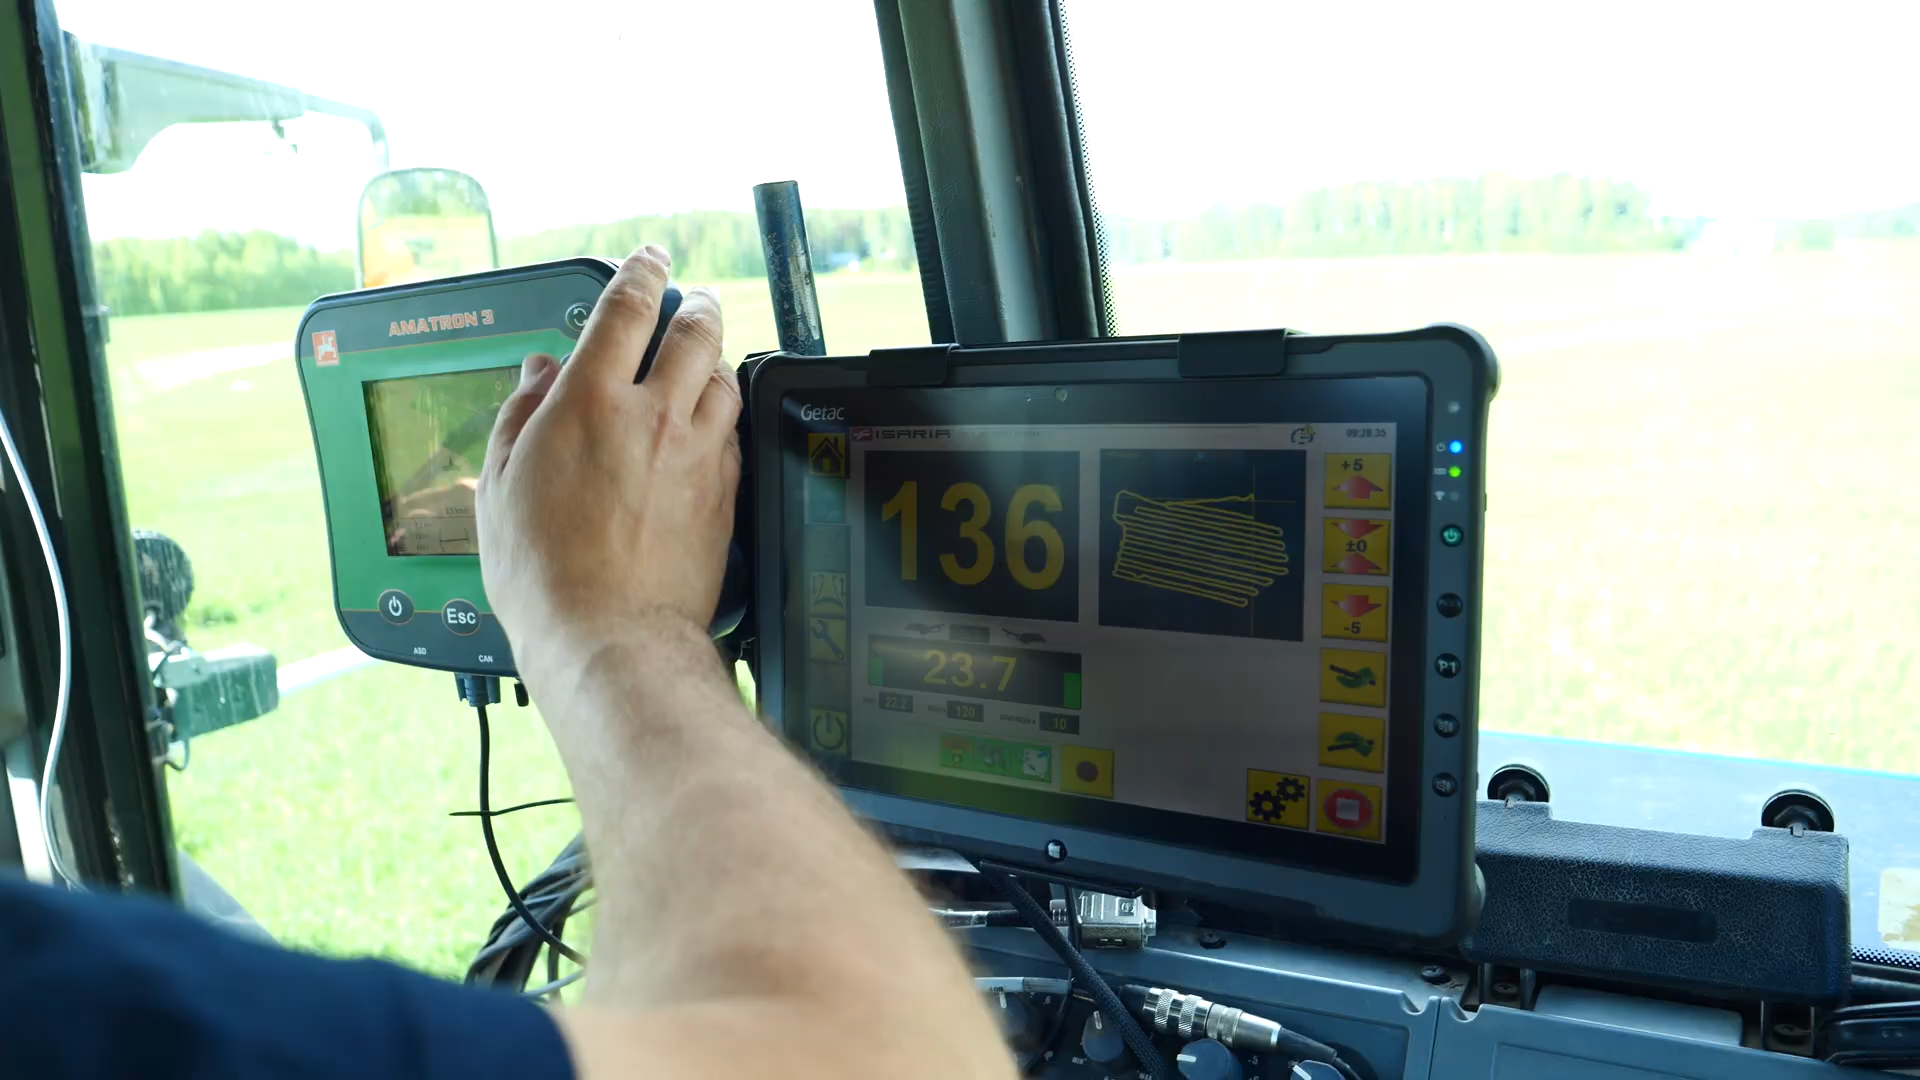 AMATRON 3
Esc
ASD
CAN
Getac
ISARIA
09:28:35
136
+5
±0
-5
23.7
22.2
120
10
P1